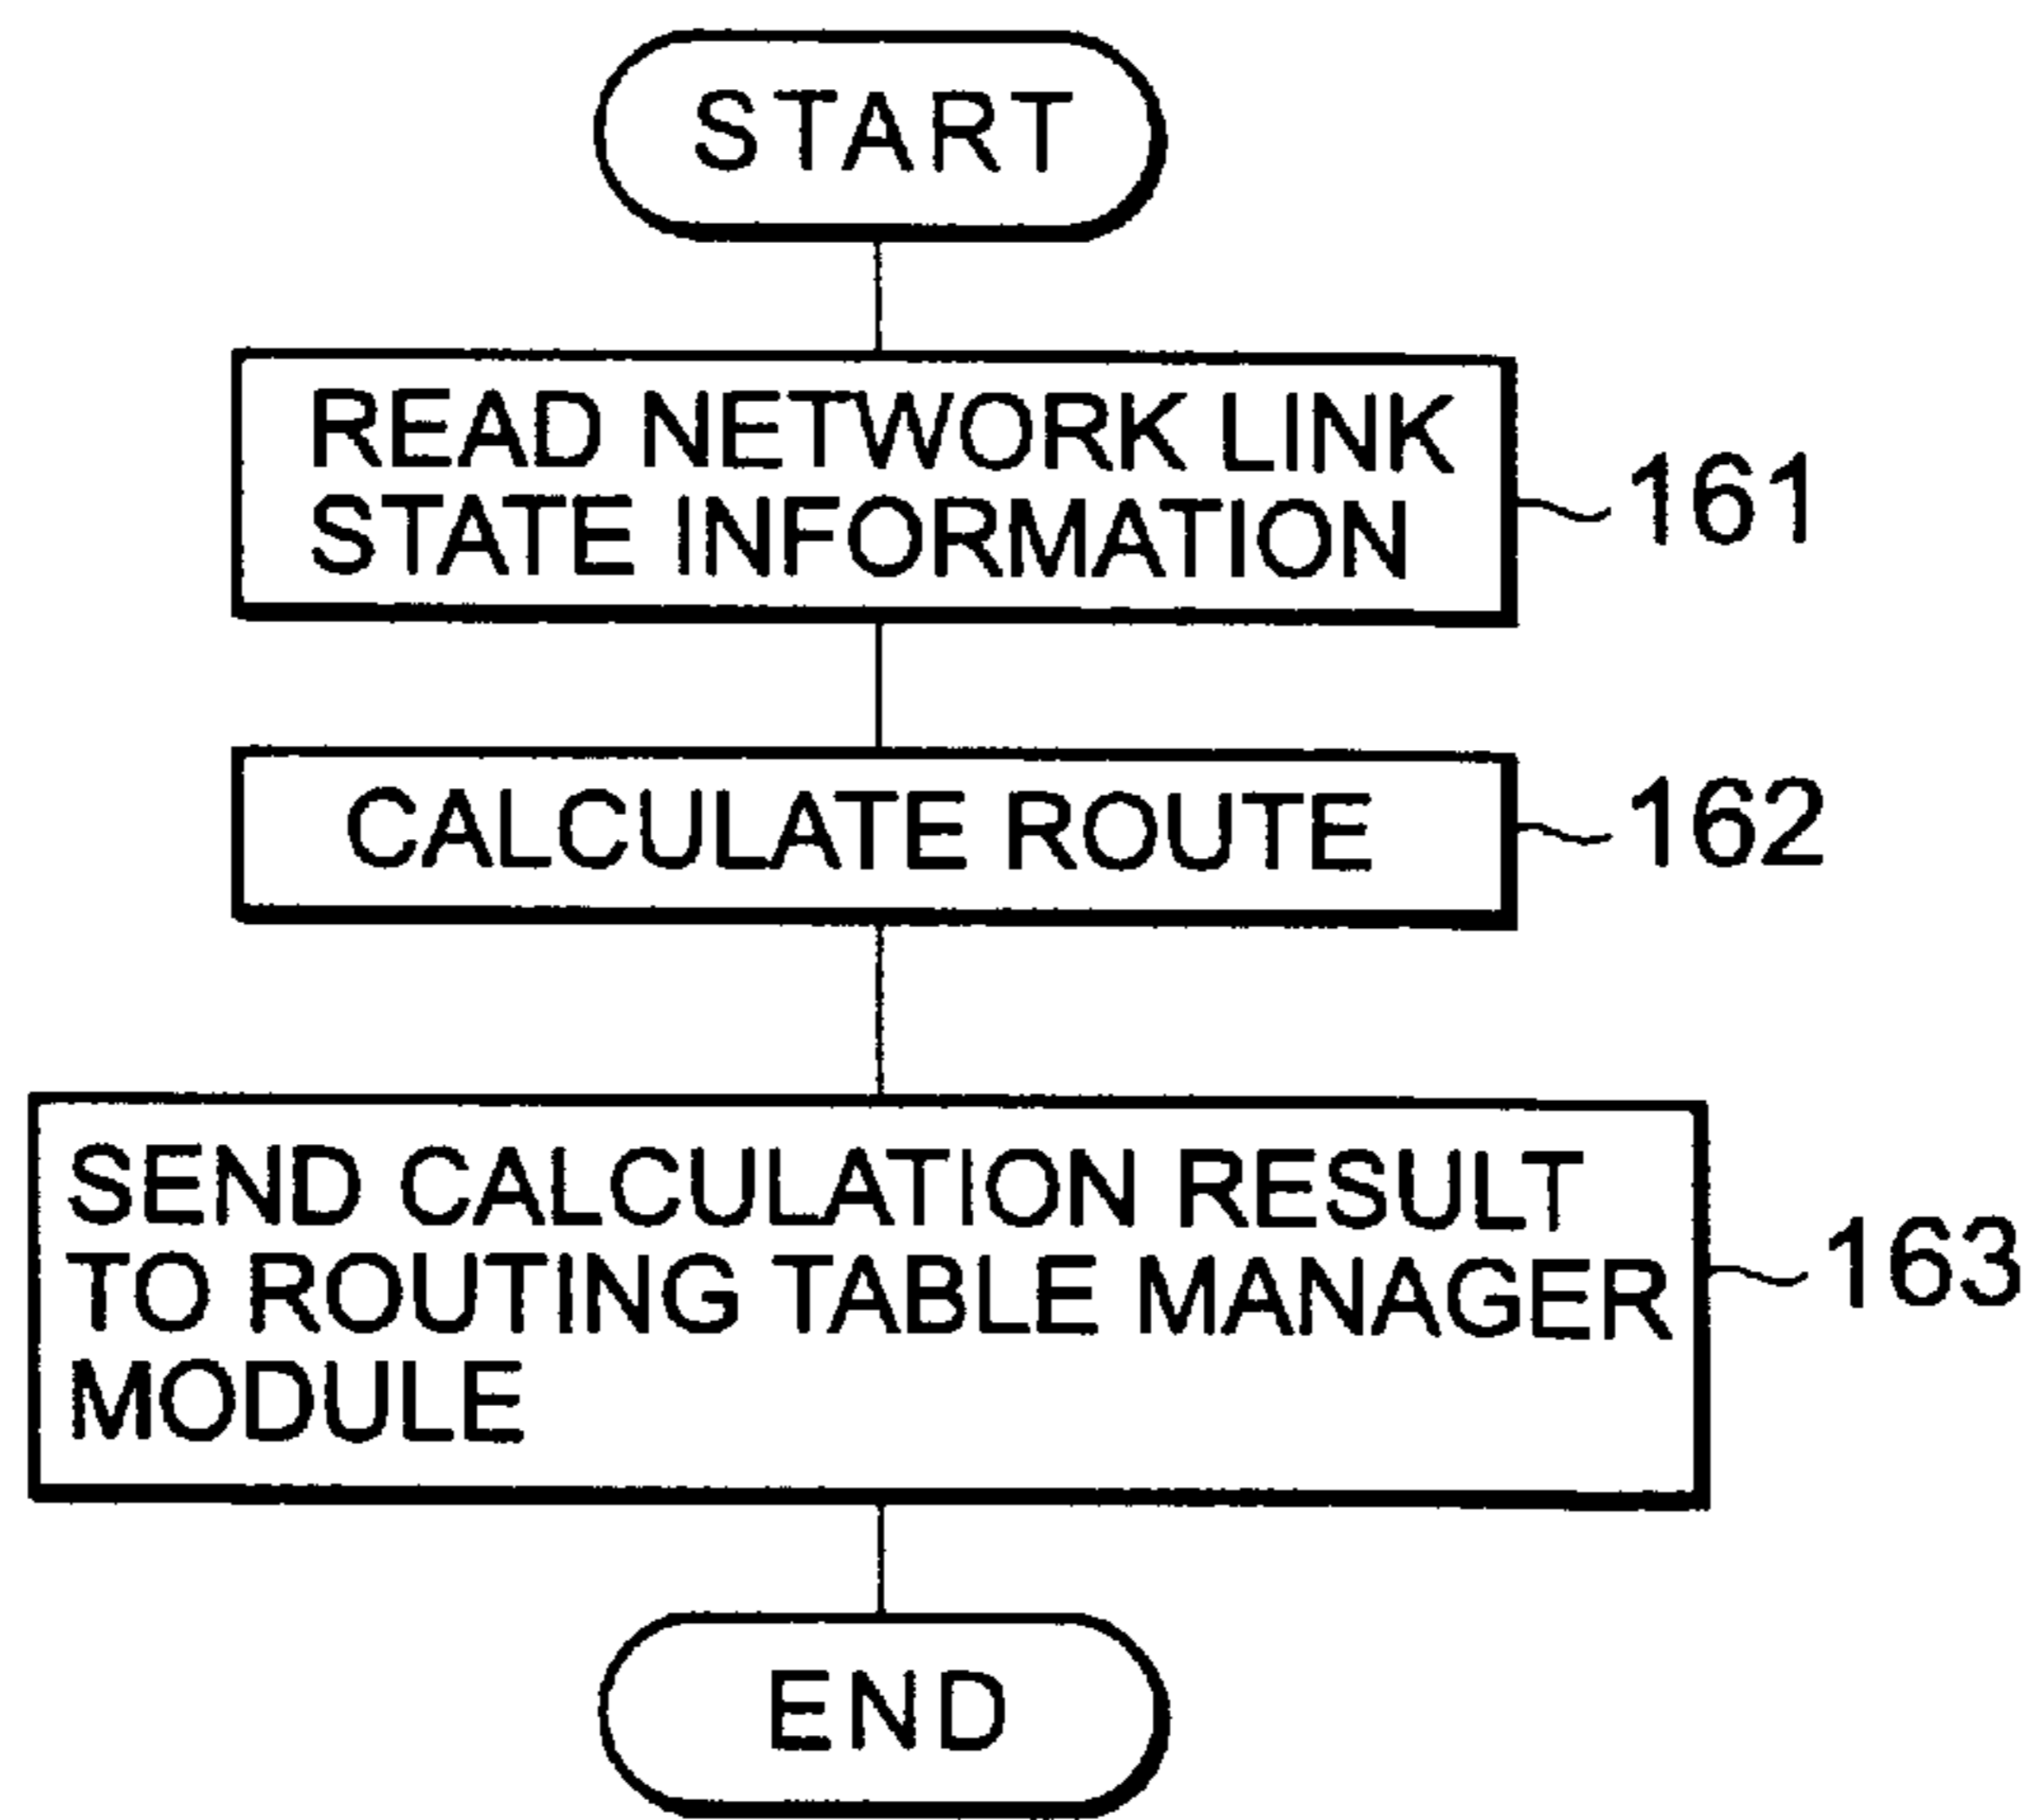 START
READ NETWORK LINK
STATE INFORMATION
161
CALCULATE ROUTE
162
SEND CALCULATION RESULT
TO ROUTING TABLE MANAGER
MODULE
163
END